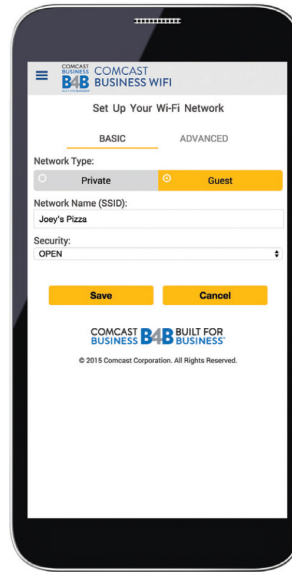 COMCAST BUSINESS B4B
COMCAST BUSINESS WIFI
Set Up Your Wi-Fi Network
BASIC ADVANCED
Network Type:
Private Guest
Network Name (SSID):
Joey's Pizza
Security:
OPEN
Save Cancel
COMCAST BUSINESS B4B BUILT FOR BUSINESS™
© 2015 Comcast Corporation. All Rights Reserved.